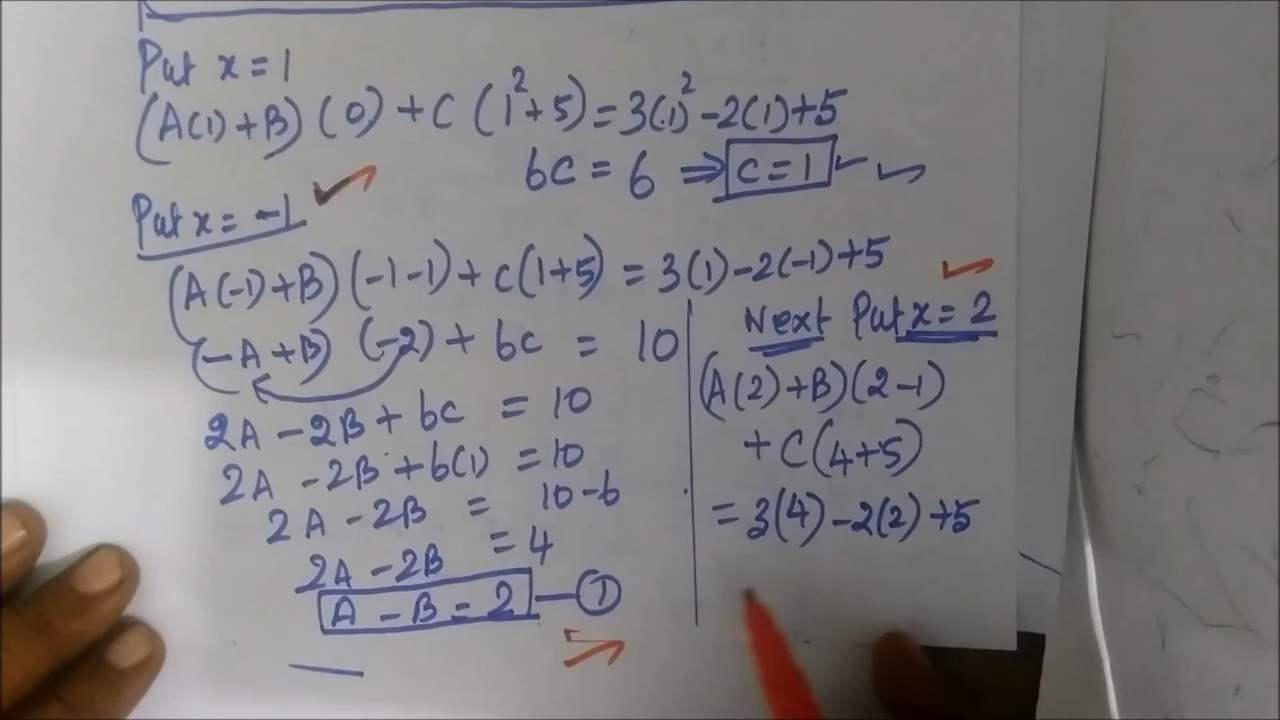 Put x = 1
(A(1)+B)(0) + C(1²+5) = 3(1)² - 2(1)+5
6C = 6 ⇒ C = 1
Put x = -1
(A(-1)+B)(-1-1) + C(1+5) = 3(1) - 2(-1)+5
(-A+B)(-2) + 6C = 10
2A - 2B + 6C = 10
2A - 2B + 6(1) = 10
2A - 2B = 10-6
2A - 2B = 4
A - B = 2 — ①
Next Put x = 2
(A(2)+B)(2-1)
+ C(4+5)
= 3(4) - 2(2) + 5